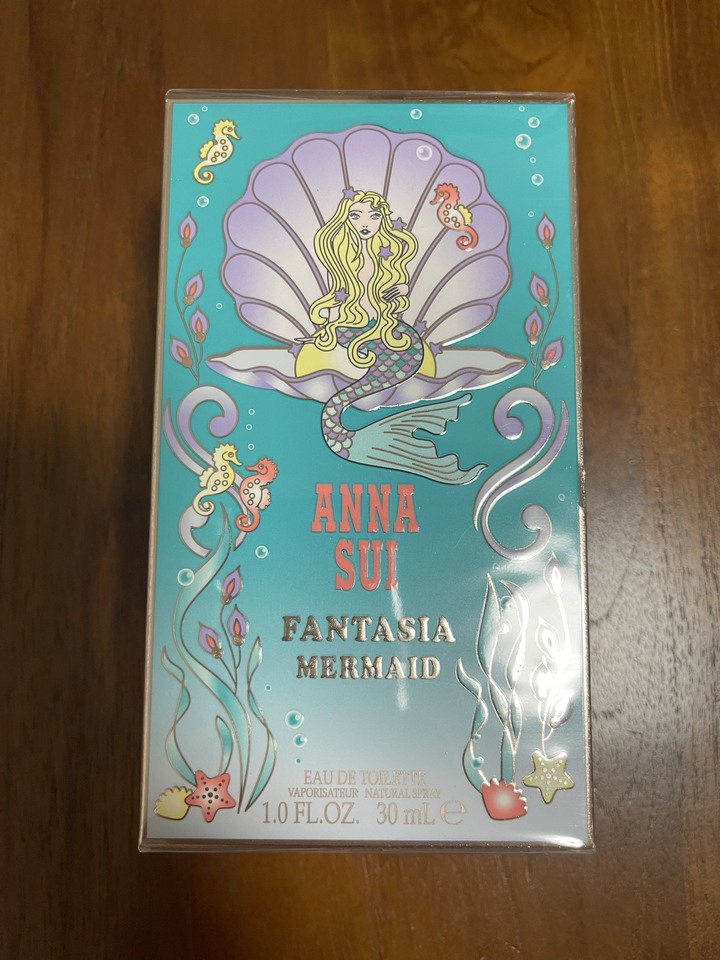 ANNA
SUI
FANTASIA
MERMAID
EAU DE TOILETTE
VAPORISATEUR NATURAL SPRAY
1.0 FL.OZ. 30 mL ℮